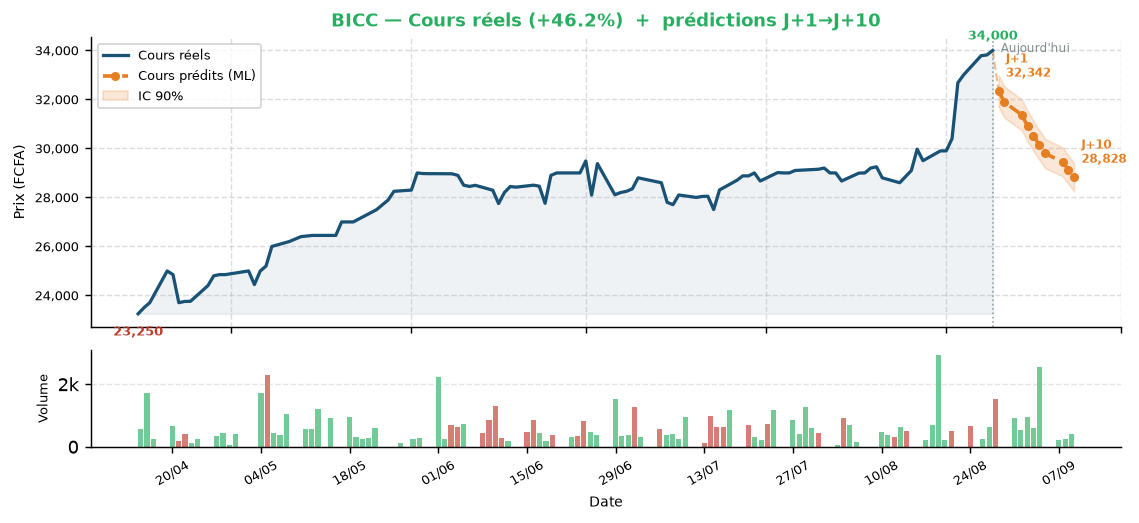 BICC — Cours réels (+46.2%)  +  prédictions J+1→J+10
34,000
Aujourd'hui
Cours réels
Cours prédits (ML)
IC 90%
J+1
32,342
J+10
28,828
23,250
Prix (FCFA)
34,000
32,000
30,000
28,000
26,000
24,000
Volume
2k
0
20/04
04/05
18/05
01/06
15/06
29/06
13/07
27/07
10/08
24/08
07/09
Date